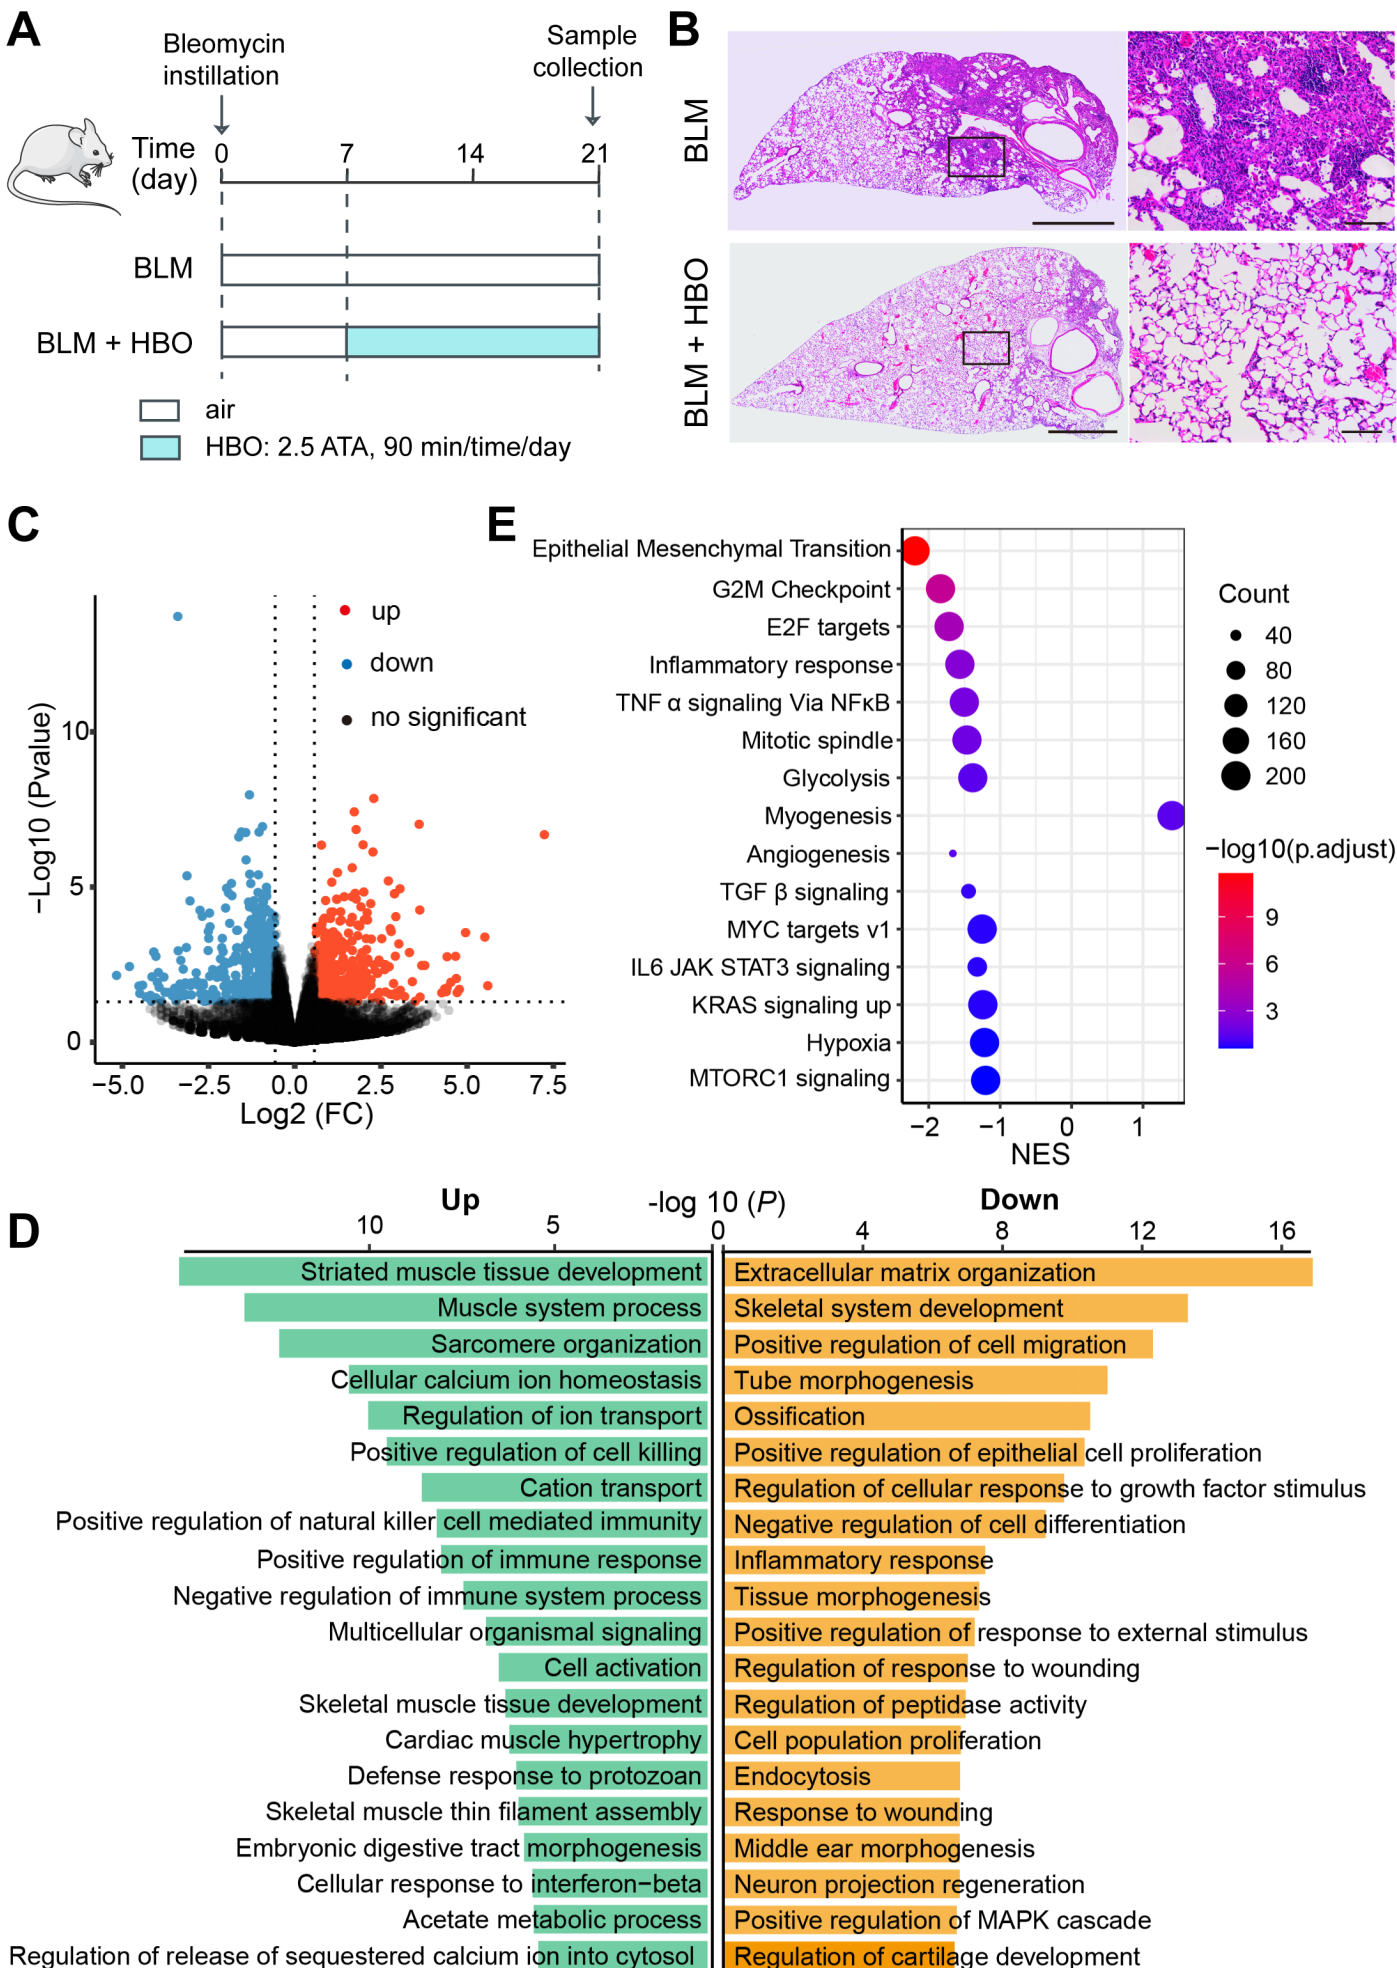 A
Bleomycin
instillation
Sample
collection
Time
(day)
0
7
14
21
BLM
BLM + HBO
air
HBO: 2.5 ATA, 90 min/time/day
B
BLM
BLM + HBO
C
up
down
no significant
−Log10 (Pvalue)
10
5
0
−5.0
−2.5
0.0
2.5
5.0
7.5
Log2 (FC)
E
Epithelial Mesenchymal Transition
G2M Checkpoint
E2F targets
Inflammatory response
TNF α signaling Via NFκB
Mitotic spindle
Glycolysis
Myogenesis
Angiogenesis
TGF β signaling
MYC targets v1
IL6 JAK STAT3 signaling
KRAS signaling up
Hypoxia
MTORC1 signaling
−2
−1
0
1
NES
Count
40
80
120
160
200
−log10(p.adjust)
9
6
3
D
Up
-log 10 (P)
Down
10
5
0
4
8
12
16
Striated muscle tissue development
Muscle system process
Sarcomere organization
Cellular calcium ion homeostasis
Regulation of ion transport
Positive regulation of cell killing
Cation transport
Positive regulation of natural killer cell mediated immunity
Positive regulation of immune response
Negative regulation of immune system process
Multicellular organismal signaling
Cell activation
Skeletal muscle tissue development
Cardiac muscle hypertrophy
Defense response to protozoan
Skeletal muscle thin filament assembly
Embryonic digestive tract morphogenesis
Cellular response to interferon−beta
Acetate metabolic process
Regulation of release of sequestered calcium ion into cytosol
Extracellular matrix organization
Skeletal system development
Positive regulation of cell migration
Tube morphogenesis
Ossification
Positive regulation of epithelial cell proliferation
Regulation of cellular response to growth factor stimulus
Negative regulation of cell differentiation
Inflammatory response
Tissue morphogenesis
Positive regulation of response to external stimulus
Regulation of response to wounding
Regulation of peptidase activity
Cell population proliferation
Endocytosis
Response to wounding
Middle ear morphogenesis
Neuron projection regeneration
Positive regulation of MAPK cascade
Regulation of cartilage development